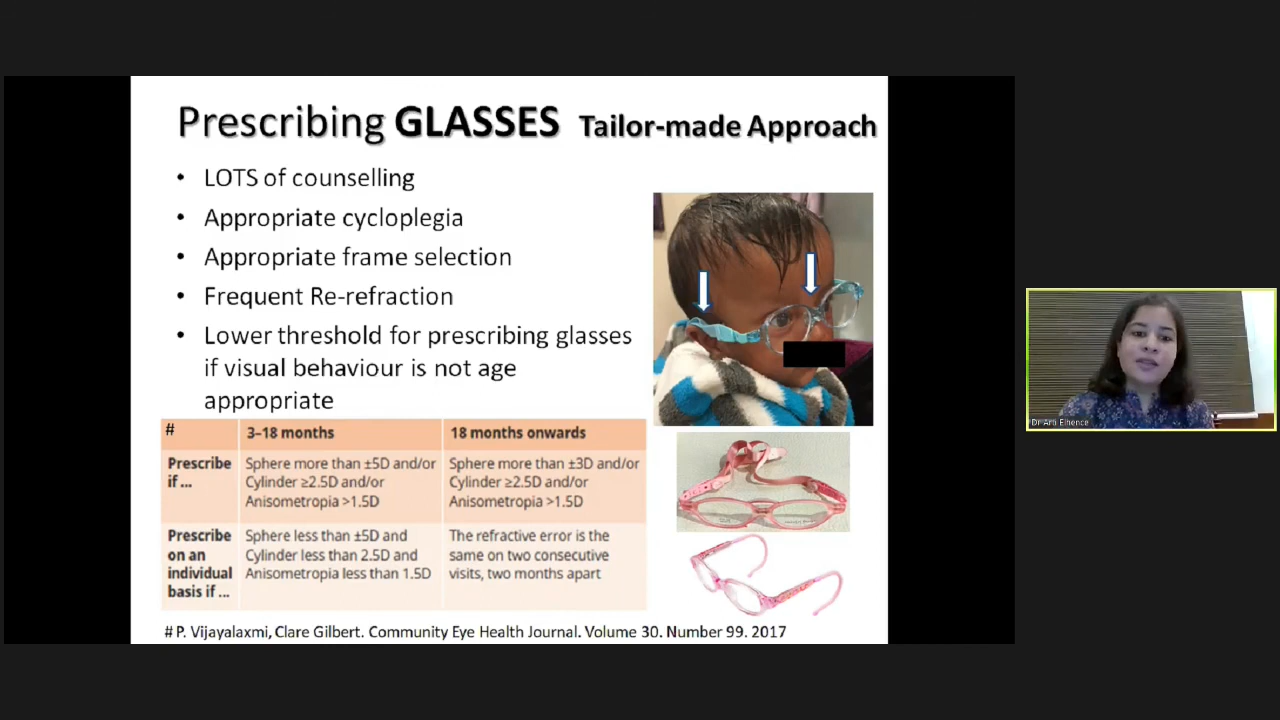 Prescribing GLASSES Tailor-made Approach
• LOTS of counselling
• Appropriate cycloplegia
• Appropriate frame selection
• Frequent Re-refraction
• Lower threshold for prescribing glasses
if visual behaviour is not age
appropriate
# 3–18 months 18 months onwards
Prescribe if ... Sphere more than ±5D and/or Sphere more than ±3D and/or
Cylinder ≥2.5D and/or Cylinder ≥2.5D and/or
Anisometropia >1.5D Anisometropia >1.5D
Prescribe on an individual basis if ... Sphere less than ±5D and The refractive error is the
Cylinder less than 2.5D and same on two consecutive
Anisometropia less than 1.5D visits, two months apart
# P. Vijayalaxmi, Clare Gilbert. Community Eye Health Journal. Volume 30. Number 99. 2017
Dr Arti Elhence